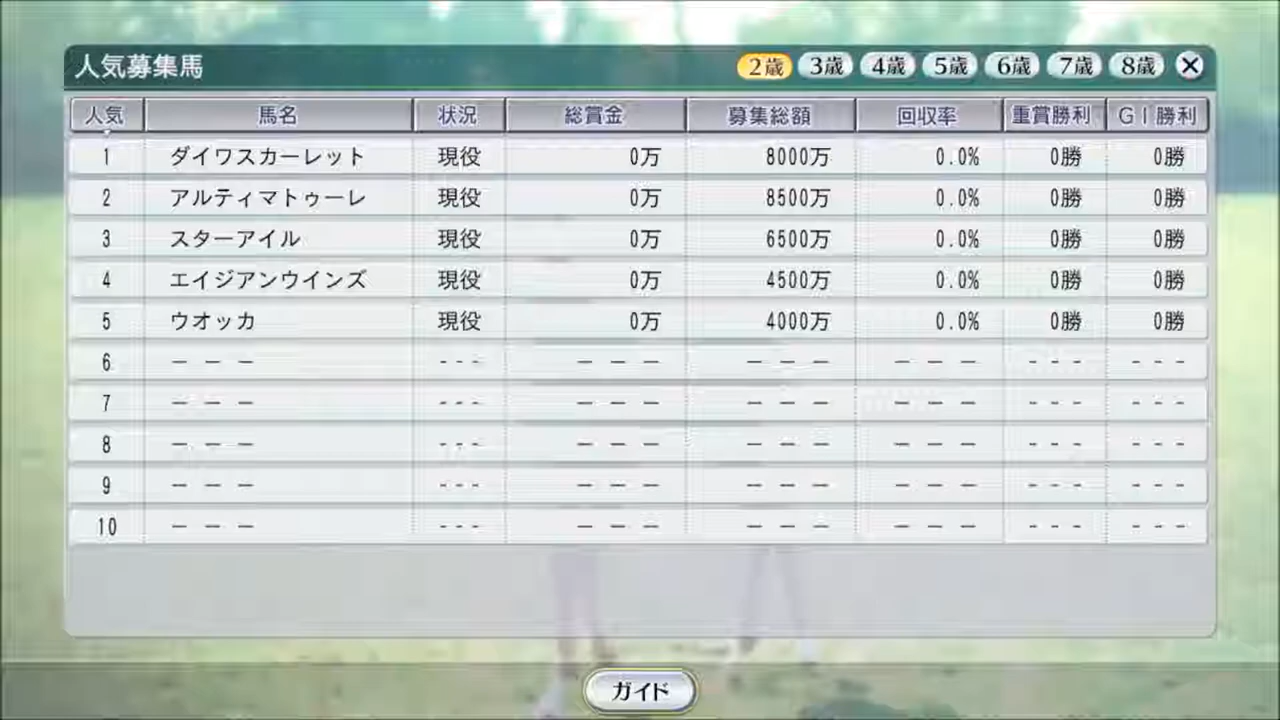 人気募集馬 2歳 3歳 4歳 5歳 6歳 7歳 8歳 ×
人気 馬名 状況 総賞金 募集総額 回収率 重賞勝利 GⅠ勝利
1 ダイワスカーレット 現役 0万 8000万 0.0% 0勝 0勝
2 アルティマトゥーレ 現役 0万 8500万 0.0% 0勝 0勝
3 スターアイル 現役 0万 6500万 0.0% 0勝 0勝
4 エイジアンウインズ 現役 0万 4500万 0.0% 0勝 0勝
5 ウオッカ 現役 0万 4000万 0.0% 0勝 0勝
6 － － － --- － － － － － － － － － --- ---
7 － － － --- － － － － － － － － － --- ---
8 － － － --- － － － － － － － － － --- ---
9 － － － --- － － － － － － － － － --- ---
10 － － － --- － － － － － － － － － --- ---
ガイド